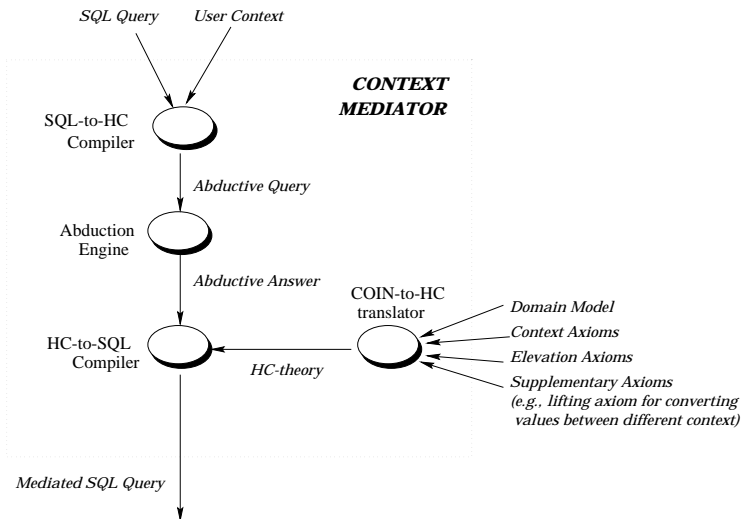 SQL Query
User Context
CONTEXT
MEDIATOR
SQL-to-HC
Compiler
Abductive Query
Abduction
Engine
Abductive Answer
COIN-to-HC
translator
Domain Model
Context Axioms
Elevation Axioms
Supplementary Axioms
(e.g., lifting axiom for converting
values between different context)
HC-to-SQL
Compiler
HC-theory
Mediated SQL Query